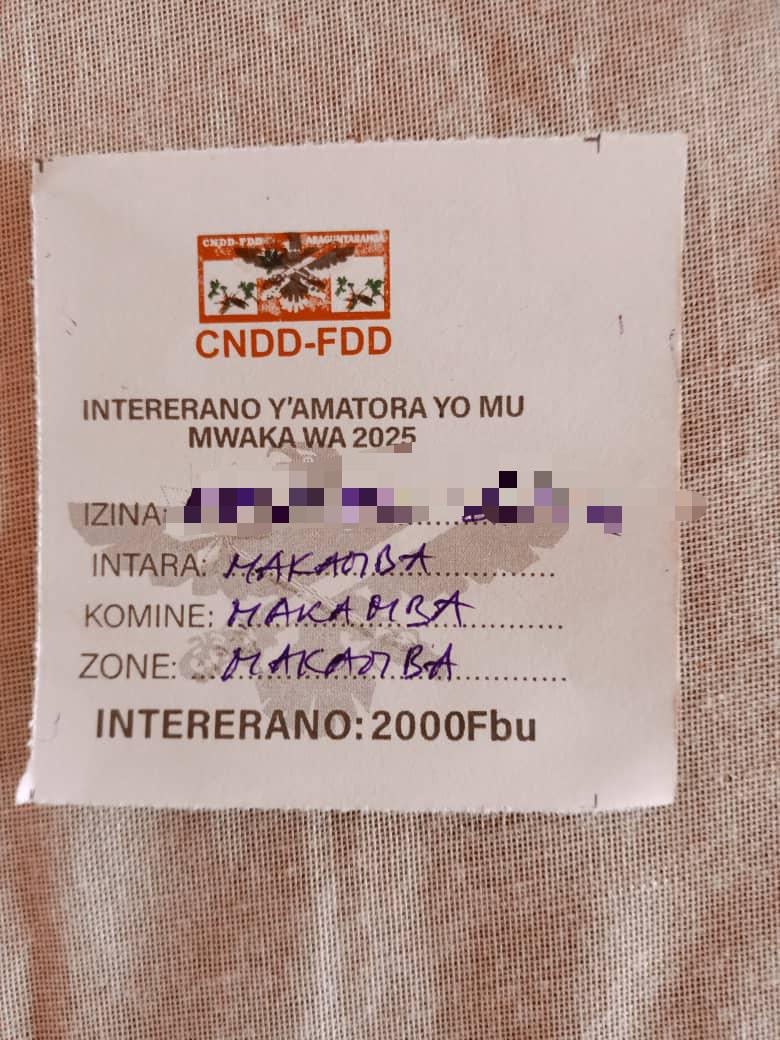 CNDD-FDD ABAGUMYABANGA
CNDD-FDD
INTERERANO Y'AMATORA YO MU
MWAKA WA 2025
IZINA:
INTARA: MAKAMBA
KOMINE: MAKAMBA
ZONE: MAKAMBA
INTERERANO: 2000Fbu